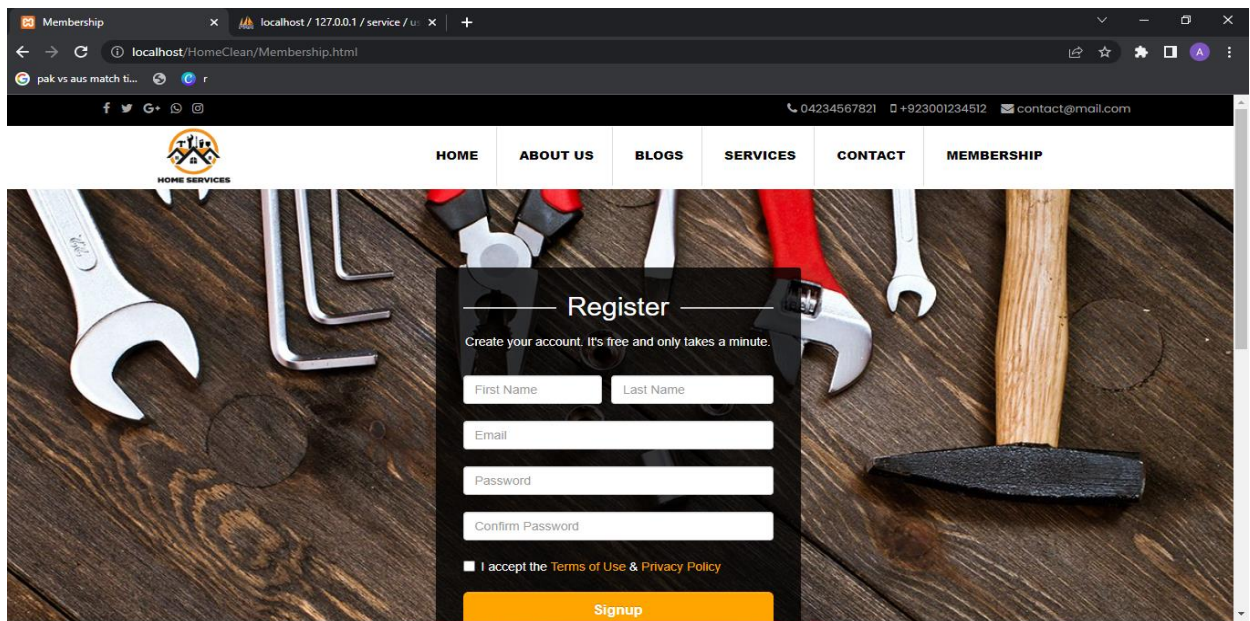 Membership
localhost / 127.0.0.1 / service / us
localhost/HomeClean/Membership.html
pak vs aus match ti...
r
A
04234567821 +923001234512 contact@mail.com
HOME SERVICES
HOME ABOUT US BLOGS SERVICES CONTACT MEMBERSHIP
Register
Create your account. It's free and only takes a minute.
First Name Last Name
Email
Password
Confirm Password
I accept the Terms of Use & Privacy Policy
Signup